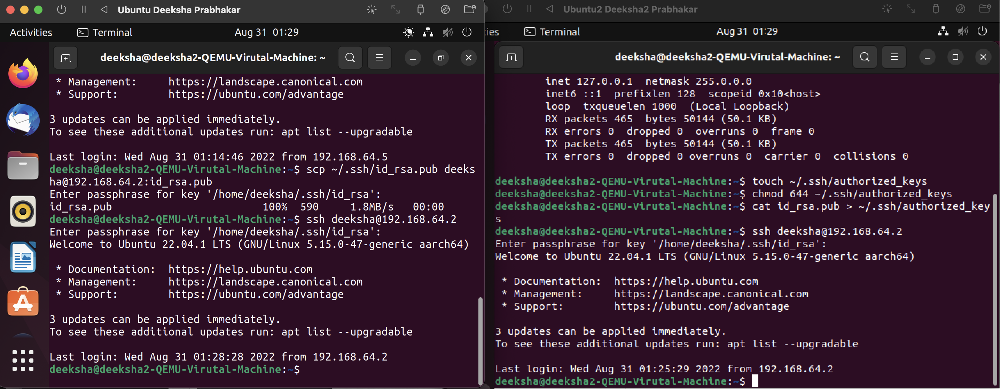 Ubuntu Deeksha Prabhakar
Activities
Terminal
Aug 31 01:29
deeksha@deeksha2-QEMU-Virutal-Machine: ~
* Management: https://landscape.canonical.com
* Support: https://ubuntu.com/advantage
3 updates can be applied immediately.
To see these additional updates run: apt list --upgradable
Last login: Wed Aug 31 01:14:46 2022 from 192.168.64.5
deeksha@deeksha2-QEMU-Virutal-Machine:~$ scp ~/.ssh/id_rsa.pub deeks
ha@192.168.64.2:id_rsa.pub
Enter passphrase for key '/home/deeksha/.ssh/id_rsa':
id_rsa.pub 100% 590 1.8MB/s 00:00
deeksha@deeksha2-QEMU-Virutal-Machine:~$ ssh deeksha@192.168.64.2
Enter passphrase for key '/home/deeksha/.ssh/id_rsa':
Welcome to Ubuntu 22.04.1 LTS (GNU/Linux 5.15.0-47-generic aarch64)
* Documentation: https://help.ubuntu.com
* Management: https://landscape.canonical.com
* Support: https://ubuntu.com/advantage
3 updates can be applied immediately.
To see these additional updates run: apt list --upgradable
Last login: Wed Aug 31 01:28:28 2022 from 192.168.64.2
deeksha@deeksha2-QEMU-Virutal-Machine:~$
Ubuntu2 Deeksha2 Prabhakar
ies
Terminal
Aug 31 01:29
deeksha@deeksha2-QEMU-Virutal-Machine: ~
inet 127.0.0.1 netmask 255.0.0.0
inet6 ::1 prefixlen 128 scopeid 0x10<host>
loop txqueuelen 1000 (Local Loopback)
RX packets 465 bytes 50144 (50.1 KB)
RX errors 0 dropped 0 overruns 0 frame 0
TX packets 465 bytes 50144 (50.1 KB)
TX errors 0 dropped 0 overruns 0 carrier 0 collisions 0
deeksha@deeksha2-QEMU-Virutal-Machine:~$ touch ~/.ssh/authorized_keys
deeksha@deeksha2-QEMU-Virutal-Machine:~$ chmod 644 ~/.ssh/authorized_keys
deeksha@deeksha2-QEMU-Virutal-Machine:~$ cat id_rsa.pub > ~/.ssh/authorized_key
s
deeksha@deeksha2-QEMU-Virutal-Machine:~$ ssh deeksha@192.168.64.2
Enter passphrase for key '/home/deeksha/.ssh/id_rsa':
Welcome to Ubuntu 22.04.1 LTS (GNU/Linux 5.15.0-47-generic aarch64)
* Documentation: https://help.ubuntu.com
* Management: https://landscape.canonical.com
* Support: https://ubuntu.com/advantage
3 updates can be applied immediately.
To see these additional updates run: apt list --upgradable
Last login: Wed Aug 31 01:25:29 2022 from 192.168.64.2
deeksha@deeksha2-QEMU-Virutal-Machine:~$